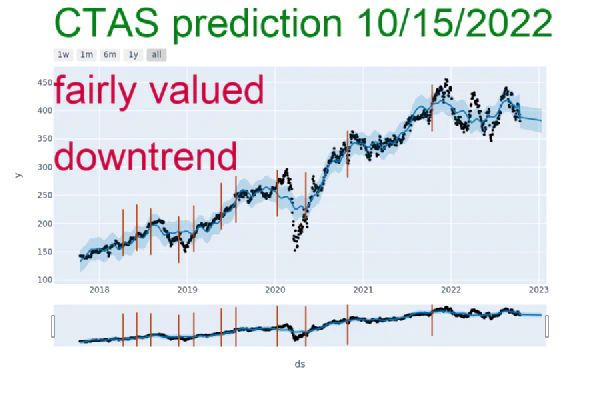 CTAS prediction 10/15/2022
1w 1m 6m 1y all
fairly valued
downtrend
450
400
350
300
250
200
150
100
y
2018 2019 2020 2021 2022 2023
ds